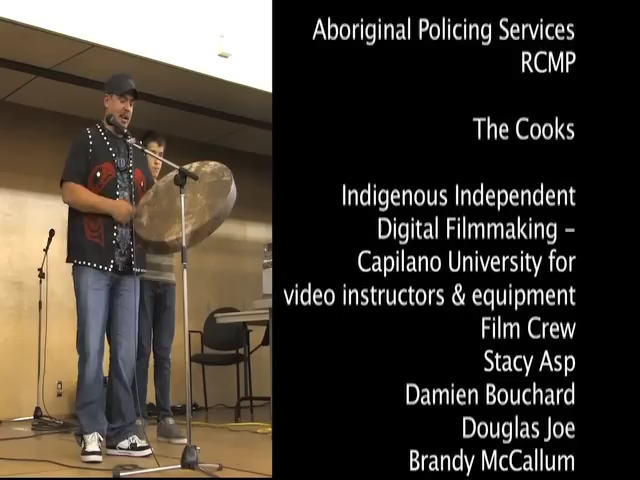 Aboriginal Policing Services
RCMP
The Cooks
Indigenous Independent
Digital Filmmaking –
Capilano University for
video instructors & equipment
Film Crew
Stacy Asp
Damien Bouchard
Douglas Joe
Brandy McCallum